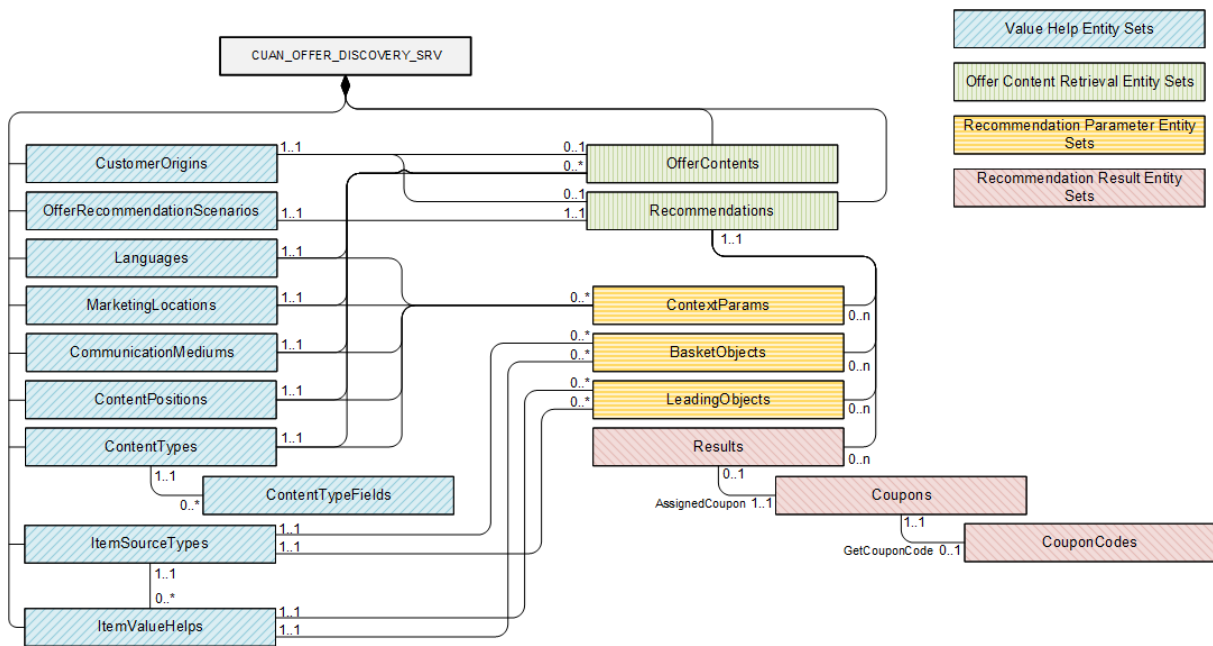 Value Help Entity Sets
CUAN_OFFER_DISCOVERY_SRV
Offer Content Retrieval Entity Sets
Recommendation Parameter Entity
Sets
Recommendation Result Entity
Sets
CustomerOrigins
1..1
0..1
0..*
OfferContents
OfferRecommendationScenarios
1..1
0..1
1..1
Recommendations
1..1
Languages
1..1
MarketingLocations
1..1
0..*
ContextParams
0..n
CommunicationMediums
1..1
0..*
0..*
BasketObjects
0..n
ContentPositions
1..1
0..*
0..*
LeadingObjects
0..n
ContentTypes
1..1
Results
0..n
1..1
0..*
ContentTypeFields
0..1
AssignedCoupon
1..1
Coupons
ItemSourceTypes
1..1
1..1
1..1
GetCouponCode
0..1
CouponCodes
1..1
0..*
ItemValueHelps
1..1
1..1